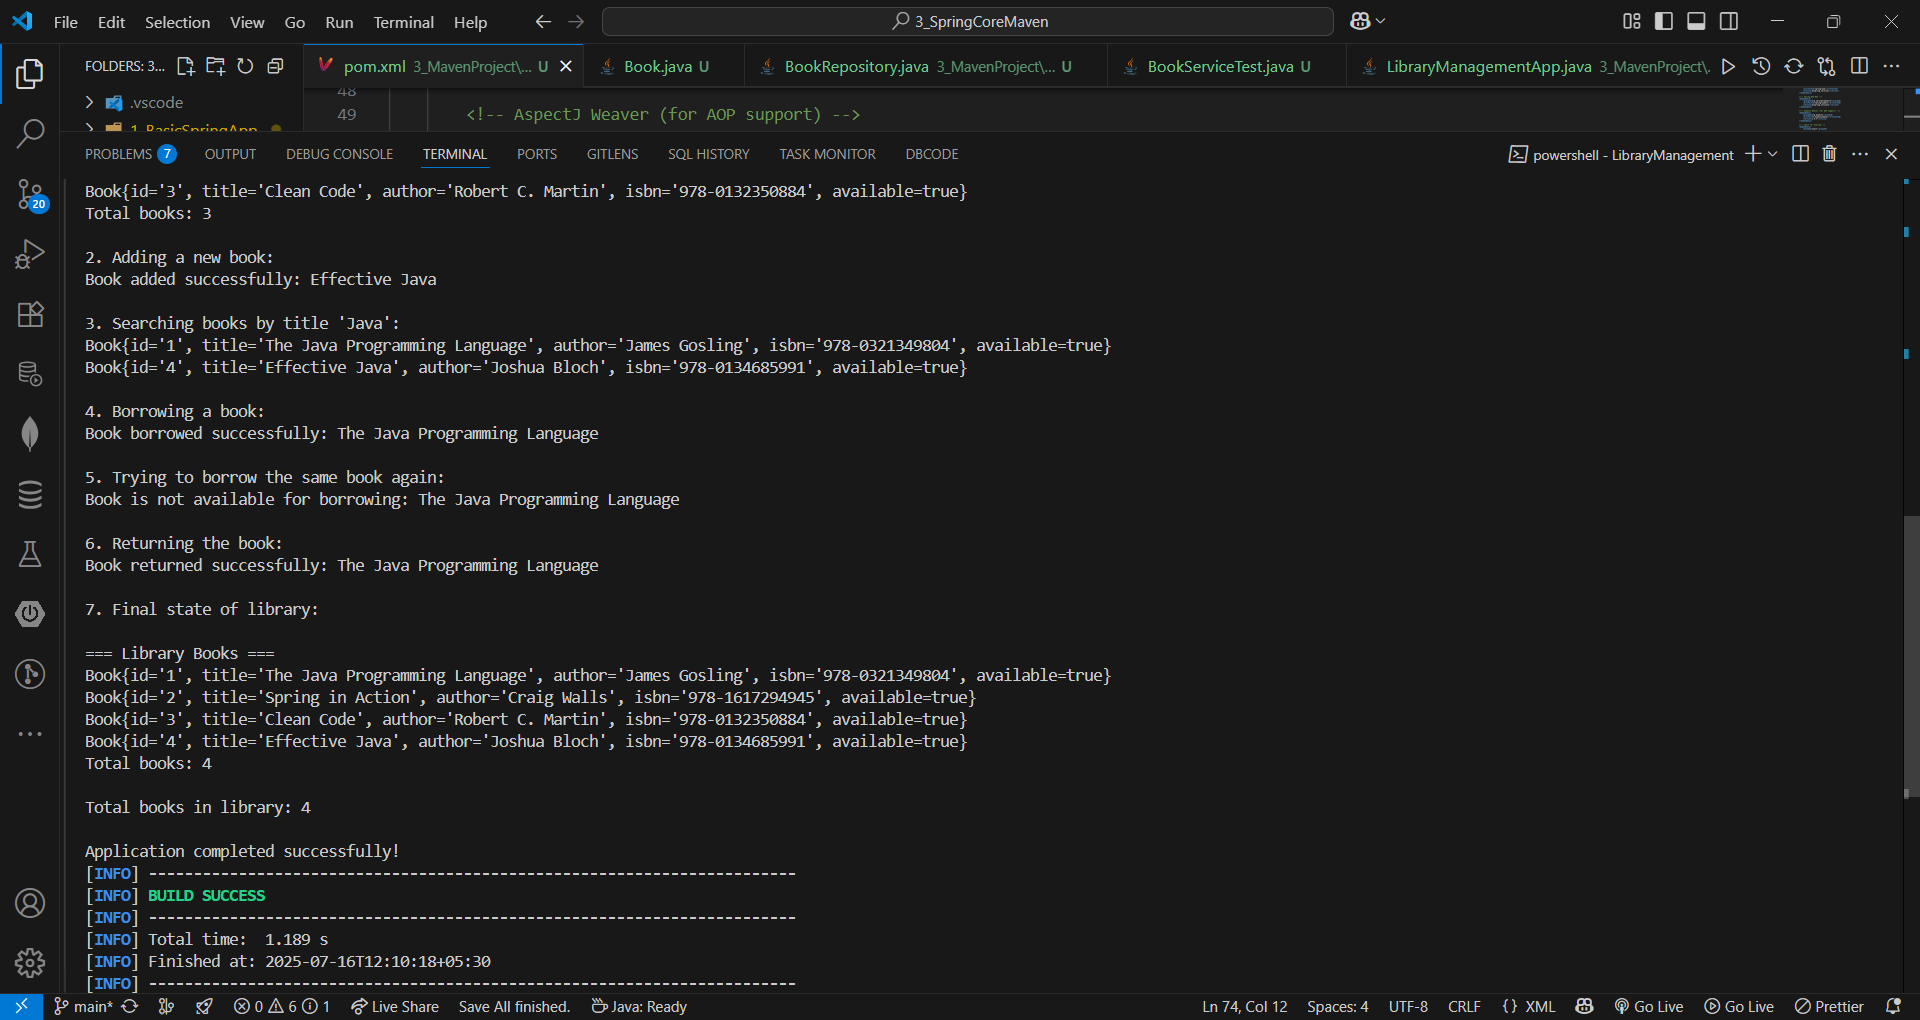 File Edit Selection View Go Run Terminal Help 3_SpringCoreMaven
FOLDERS: 3... pom.xml 3_MavenProject\... U Book.java U BookRepository.java 3_MavenProject\... U BookServiceTest.java U LibraryManagementApp.java 3_MavenProject\.
.vscode
1_BasicSpringApp
48
49 <!-- AspectJ Weaver (for AOP support) -->
PROBLEMS 7 OUTPUT DEBUG CONSOLE TERMINAL PORTS GITLENS SQL HISTORY TASK MONITOR DBCODE powershell - LibraryManagement
20
Book{id='3', title='Clean Code', author='Robert C. Martin', isbn='978-0132350884', available=true}
Total books: 3
2. Adding a new book:
Book added successfully: Effective Java
3. Searching books by title 'Java':
Book{id='1', title='The Java Programming Language', author='James Gosling', isbn='978-0321349804', available=true}
Book{id='4', title='Effective Java', author='Joshua Bloch', isbn='978-0134685991', available=true}
4. Borrowing a book:
Book borrowed successfully: The Java Programming Language
5. Trying to borrow the same book again:
Book is not available for borrowing: The Java Programming Language
6. Returning the book:
Book returned successfully: The Java Programming Language
7. Final state of library:
=== Library Books ===
Book{id='1', title='The Java Programming Language', author='James Gosling', isbn='978-0321349804', available=true}
Book{id='2', title='Spring in Action', author='Craig Walls', isbn='978-1617294945', available=true}
Book{id='3', title='Clean Code', author='Robert C. Martin', isbn='978-0132350884', available=true}
Book{id='4', title='Effective Java', author='Joshua Bloch', isbn='978-0134685991', available=true}
Total books: 4
Total books in library: 4
Application completed successfully!
[INFO] ------------------------------------------------------------------------
[INFO] BUILD SUCCESS
[INFO] ------------------------------------------------------------------------
[INFO] Total time:  1.189 s
[INFO] Finished at: 2025-07-16T12:10:18+05:30
[INFO] ------------------------------------------------------------------------
main* 0 6 1 Live Share Save All finished. Java: Ready Ln 74, Col 12 Spaces: 4 UTF-8 CRLF {} XML Go Live Go Live Prettier